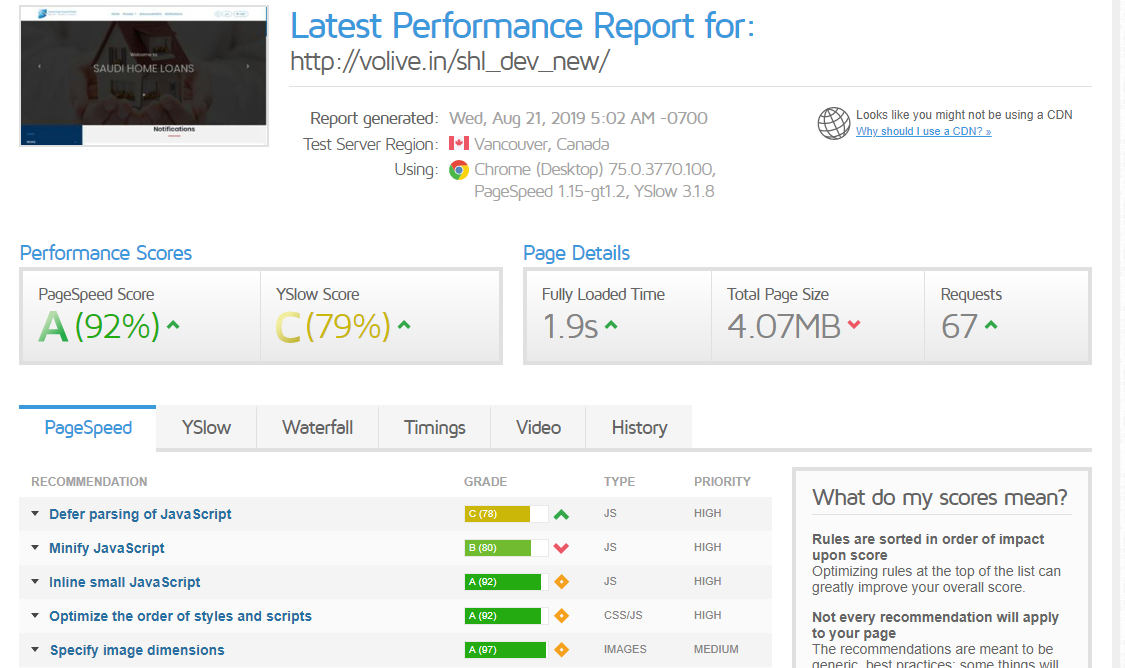 Welcome to
SAUDI HOME LOANS
Notifications
Latest Performance Report for:
http://volive.in/shl_dev_new/
Report generated: Wed, Aug 21, 2019 5:02 AM -0700
Test Server Region: Vancouver, Canada
Using: Chrome (Desktop) 75.0.3770.100,
PageSpeed 1.15-gt1.2, YSlow 3.1.8
Looks like you might not be using a CDN
Why should I use a CDN? »
Performance Scores
PageSpeed Score
A (92%)
YSlow Score
C (79%)
Page Details
Fully Loaded Time
1.9s
Total Page Size
4.07MB
Requests
67
PageSpeed YSlow Waterfall Timings Video History
RECOMMENDATION GRADE TYPE PRIORITY
Defer parsing of JavaScript C (78) JS HIGH
Minify JavaScript B (80) JS HIGH
Inline small JavaScript A (92) JS HIGH
Optimize the order of styles and scripts A (92) CSS/JS HIGH
Specify image dimensions A (97) IMAGES MEDIUM
What do my scores mean?
Rules are sorted in order of impact
upon score
Optimizing rules at the top of the list can
greatly improve your overall score.
Not every recommendation will apply
to your page
The recommendations are meant to be
generic, best practices; some things will